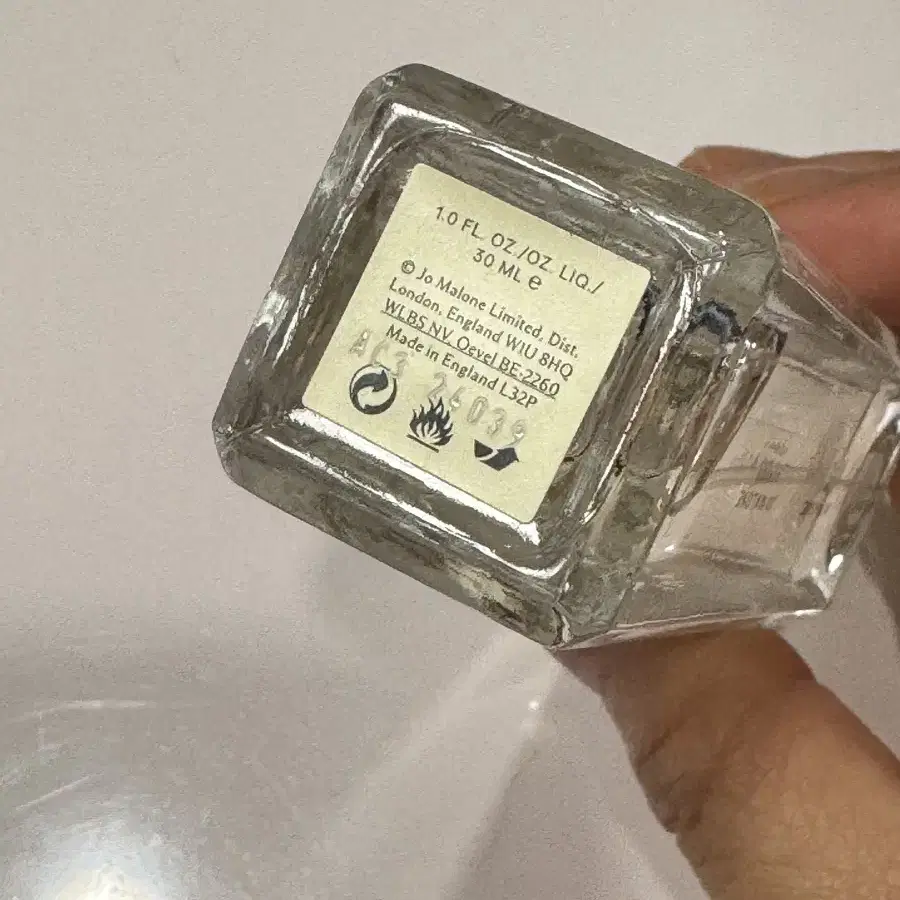 1.0 FL. OZ./OZ. LIQ./
30 ML e
© Jo Malone Limited, Dist.
London, England W1U 8HQ
WLBS NV. Oevel BE-2260
Made in England L32P
24039